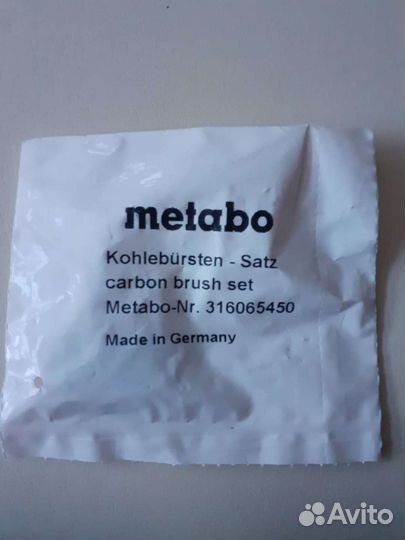 metabo
Kohlebürsten - Satz
carbon brush set
Metabo-Nr. 316065450
Made in Germany
Avito